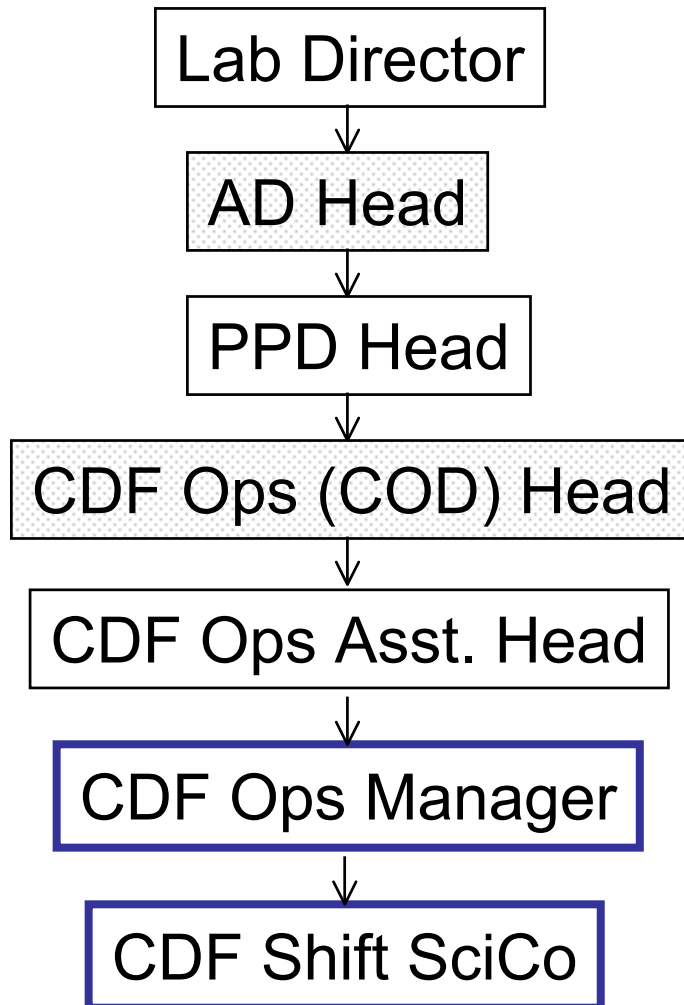 Lab Director
AD Head
PPD Head
CDF Ops (COD) Head
CDF Ops Asst. Head
CDF Ops Manager
CDF Shift SciCo